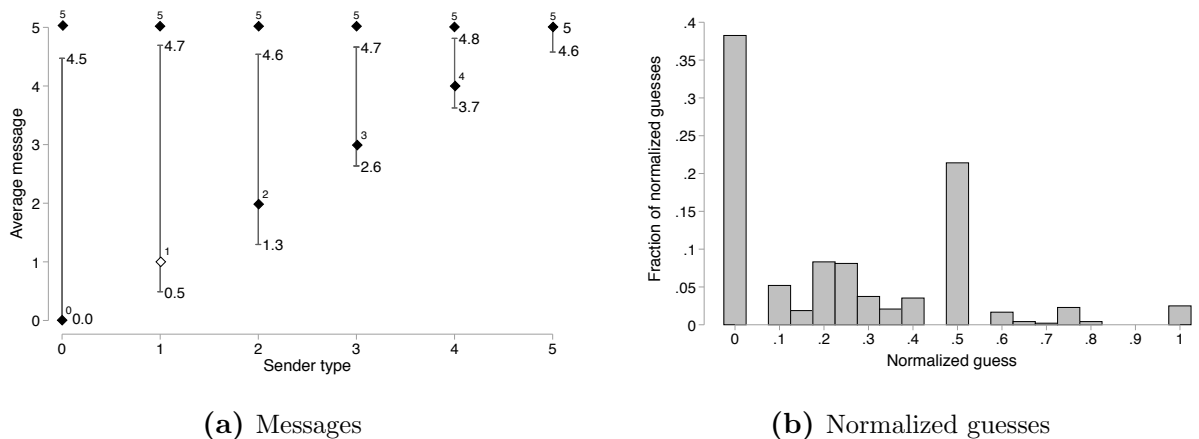 5 5 5 5 5 5
5 4.5 4.7 4.6 4.7 4.8 5 4.6
4 4 3.7
3 3 2.6
2 2 1.3
1 1 0.5
0 0 0.0
0 1 2 3 4 5
Average message
Sender type
(a) Messages
.4
.35
.3
.25
.2
.15
.1
.05
0
0 .1 .2 .3 .4 .5 .6 .7 .8 .9 1
Fraction of normalized guesses
Normalized guess
(b) Normalized guesses